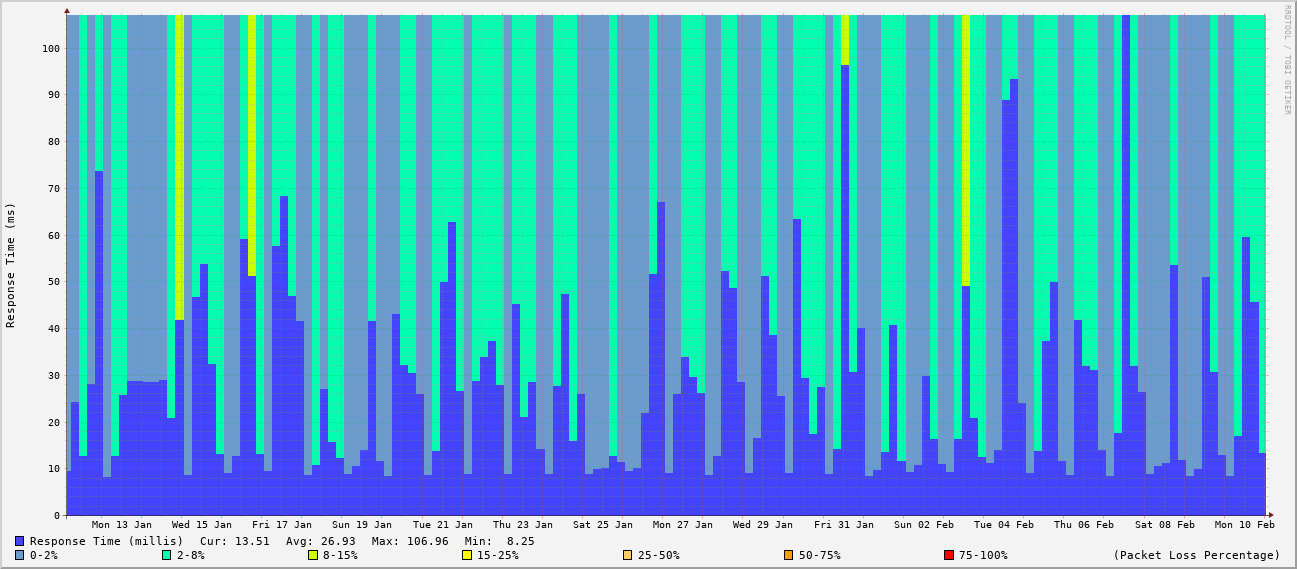 RRDTOOL / TOBI OETIKER
Response Time (ms)
100
90
80
70
60
50
40
30
20
10
0
Mon 13 Jan Wed 15 Jan Fri 17 Jan Sun 19 Jan Tue 21 Jan Thu 23 Jan Sat 25 Jan Mon 27 Jan Wed 29 Jan Fri 31 Jan Sun 02 Feb Tue 04 Feb Thu 06 Feb Sat 08 Feb Mon 10 Feb
Response Time (millis) Cur: 13.51 Avg: 26.93 Max: 106.96 Min: 8.25
0-2% 2-8% 8-15% 15-25% 25-50% 50-75% 75-100% (Packet Loss Percentage)